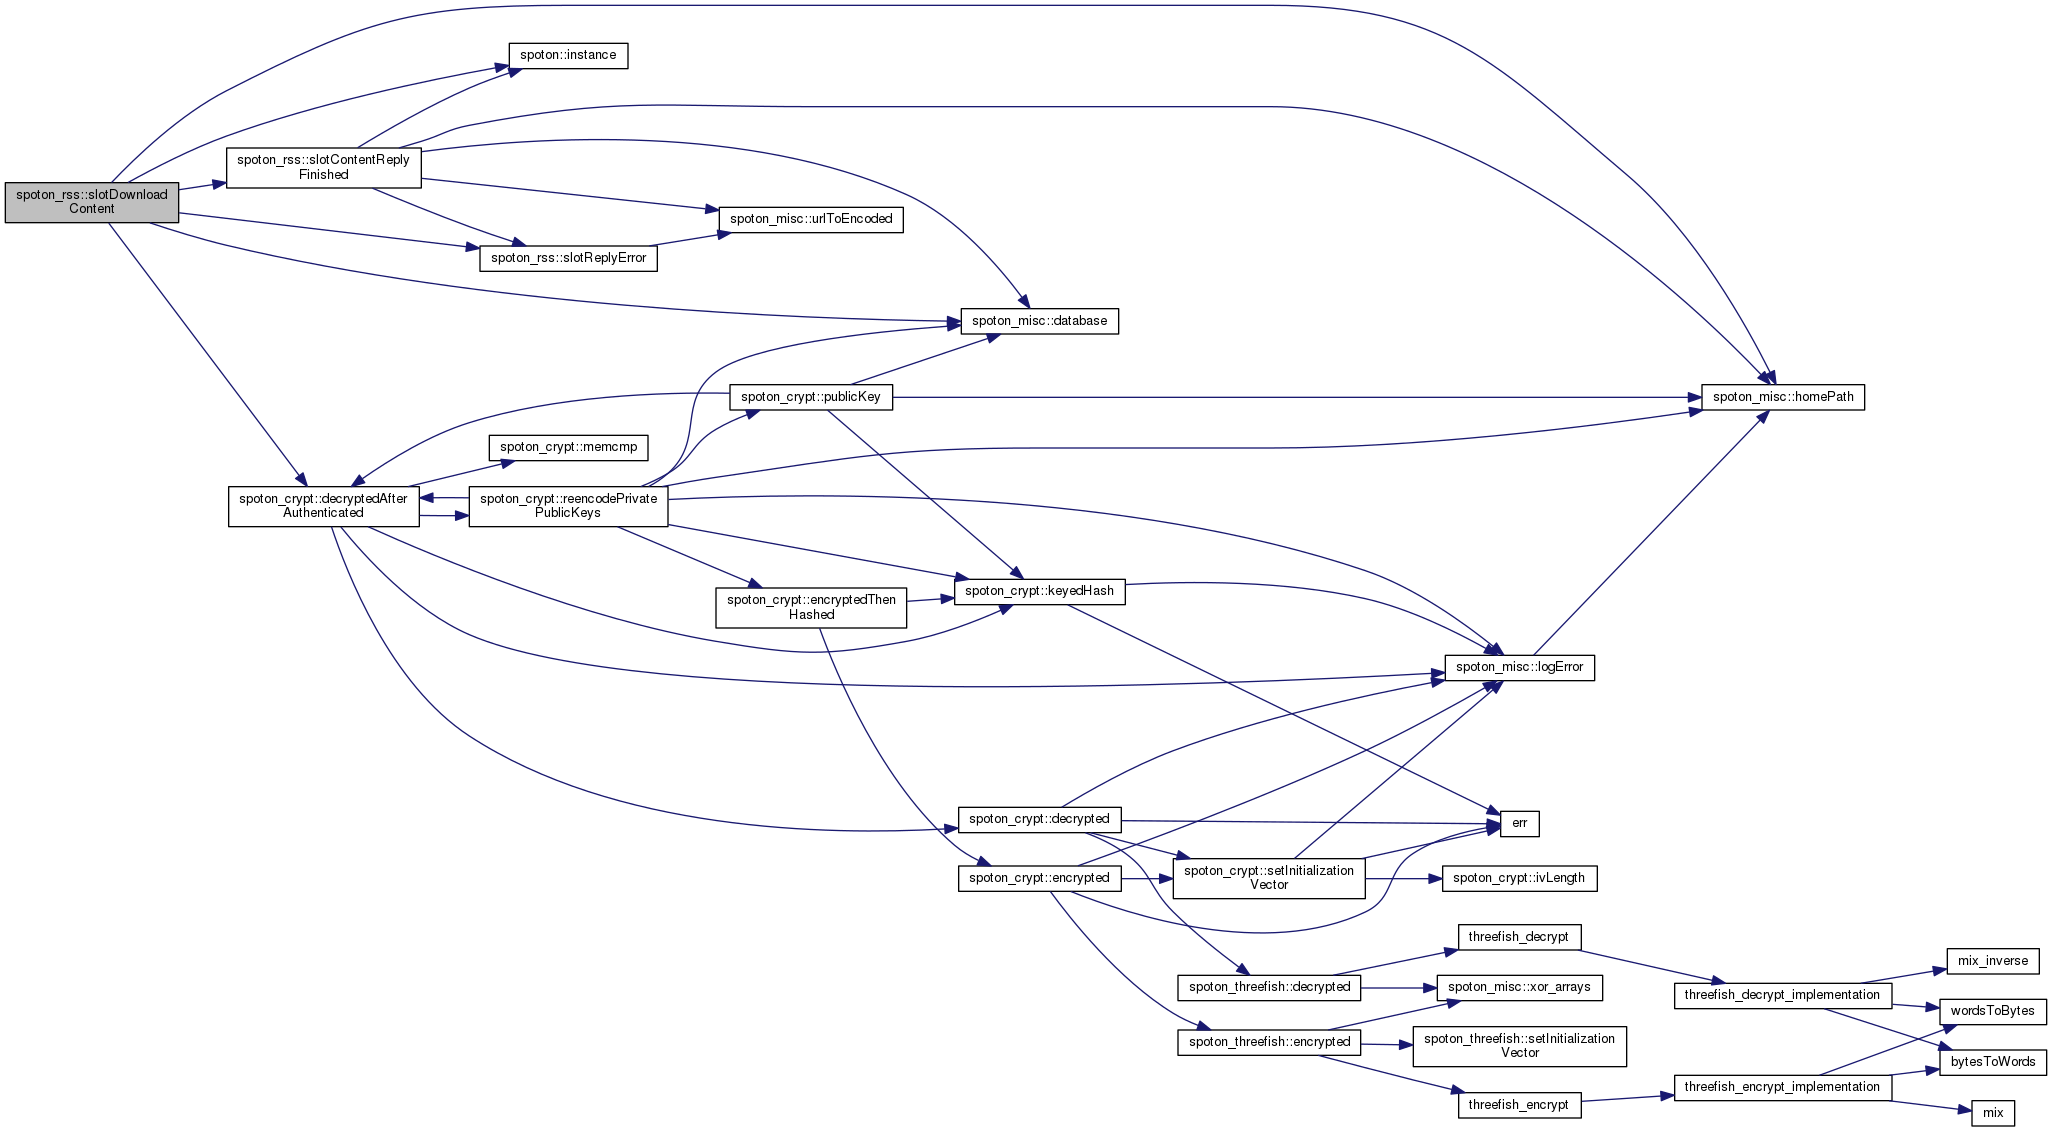 spoton::instance
spoton_rss::slotContentReply
Finished
spoton_rss::slotDownload
Content
spoton_misc::urlToEncoded
spoton_rss::slotReplyError
spoton_misc::database
spoton_crypt::publicKey
spoton_misc::homePath
spoton_crypt::memcmp
spoton_crypt::decryptedAfter
Authenticated
spoton_crypt::reencodePrivate
PublicKeys
spoton_crypt::encryptedThen
Hashed
spoton_crypt::keyedHash
spoton_misc::logError
spoton_crypt::decrypted
err
spoton_crypt::encrypted
spoton_crypt::setInitialization
Vector
spoton_crypt::ivLength
threefish_decrypt
mix_inverse
spoton_threefish::decrypted
spoton_misc::xor_arrays
threefish_decrypt_implementation
wordsToBytes
spoton_threefish::encrypted
spoton_threefish::setInitialization
Vector
bytesToWords
threefish_encrypt_implementation
threefish_encrypt
mix